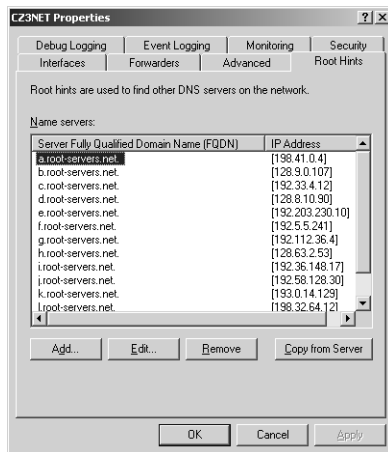 CZ3NET Properties
Debug Logging Event Logging Monitoring Security
Interfaces Forwarders Advanced Root Hints
Root hints are used to find other DNS servers on the network.
Name servers:
Server Fully Qualified Domain Name (FQDN) IP Address
a.root-servers.net. [198.41.0.4]
b.root-servers.net. [128.9.0.107]
c.root-servers.net. [192.33.4.12]
d.root-servers.net. [128.8.10.90]
e.root-servers.net. [192.203.230.10]
f.root-servers.net. [192.5.5.241]
g.root-servers.net. [192.112.36.4]
h.root-servers.net. [128.63.2.53]
i.root-servers.net. [192.36.148.17]
j.root-servers.net. [192.58.128.30]
k.root-servers.net. [193.0.14.129]
l.root-servers.net. [198.32.64.12]
Add... Edit... Remove Copy from Server
OK Cancel Apply